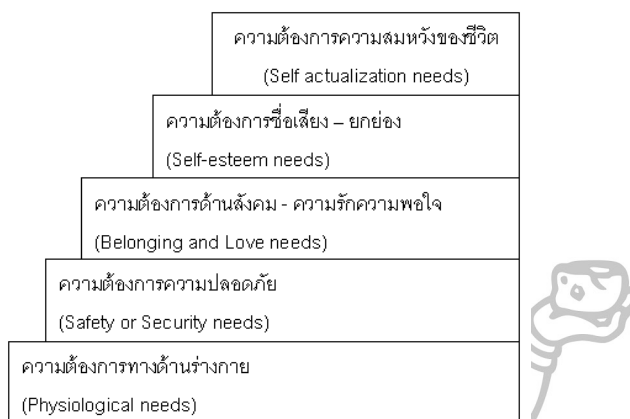 ความต้องการความสมหวังของชีวิต
(Self actualization needs)
ความต้องการชื่อเสียง – ยกย่อง
(Self-esteem needs)
ความต้องการด้านสังคม - ความรักความพอใจ
(Belonging and Love needs)
ความต้องการความปลอดภัย
(Safety or Security needs)
ความต้องการทางด้านร่างกาย
(Physiological needs)